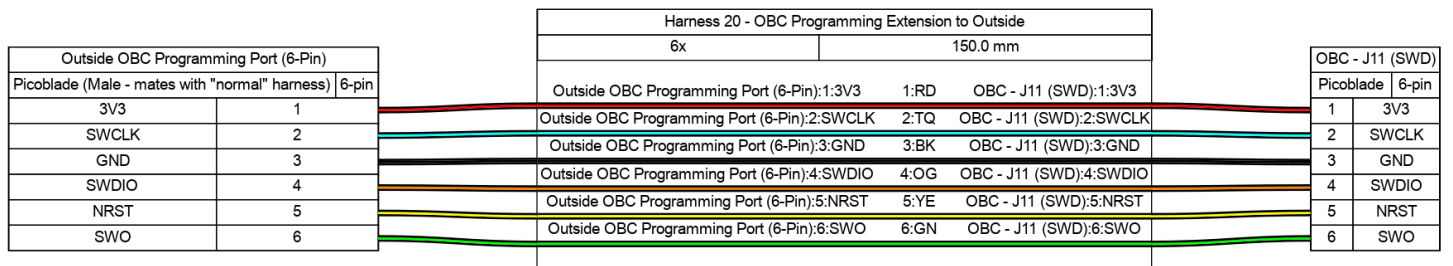 Harness 20 - OBC Programming Extension to Outside
6x 150.0 mm
Outside OBC Programming Port (6-Pin)
Picoblade (Male - mates with "normal" harness) 6-pin
3V3 1
SWCLK 2
GND 3
SWDIO 4
NRST 5
SWO 6
Outside OBC Programming Port (6-Pin):1:3V3 1:RD OBC - J11 (SWD):1:3V3
Outside OBC Programming Port (6-Pin):2:SWCLK 2:TQ OBC - J11 (SWD):2:SWCLK
Outside OBC Programming Port (6-Pin):3:GND 3:BK OBC - J11 (SWD):3:GND
Outside OBC Programming Port (6-Pin):4:SWDIO 4:OG OBC - J11 (SWD):4:SWDIO
Outside OBC Programming Port (6-Pin):5:NRST 5:YE OBC - J11 (SWD):5:NRST
Outside OBC Programming Port (6-Pin):6:SWO 6:GN OBC - J11 (SWD):6:SWO
OBC - J11 (SWD)
Picoblade 6-pin
1 3V3
2 SWCLK
3 GND
4 SWDIO
5 NRST
6 SWO